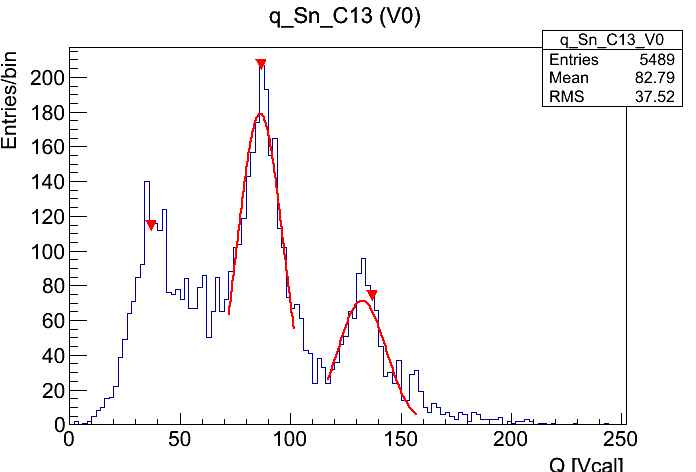 q_Sn_C13 (V0)
q_Sn_C13_V0
Entries 5489
Mean 82.79
RMS 37.52
Entries/bin
200
180
160
140
120
100
80
60
40
20
0
0 50 100 150 200 250
Q [Vcal]